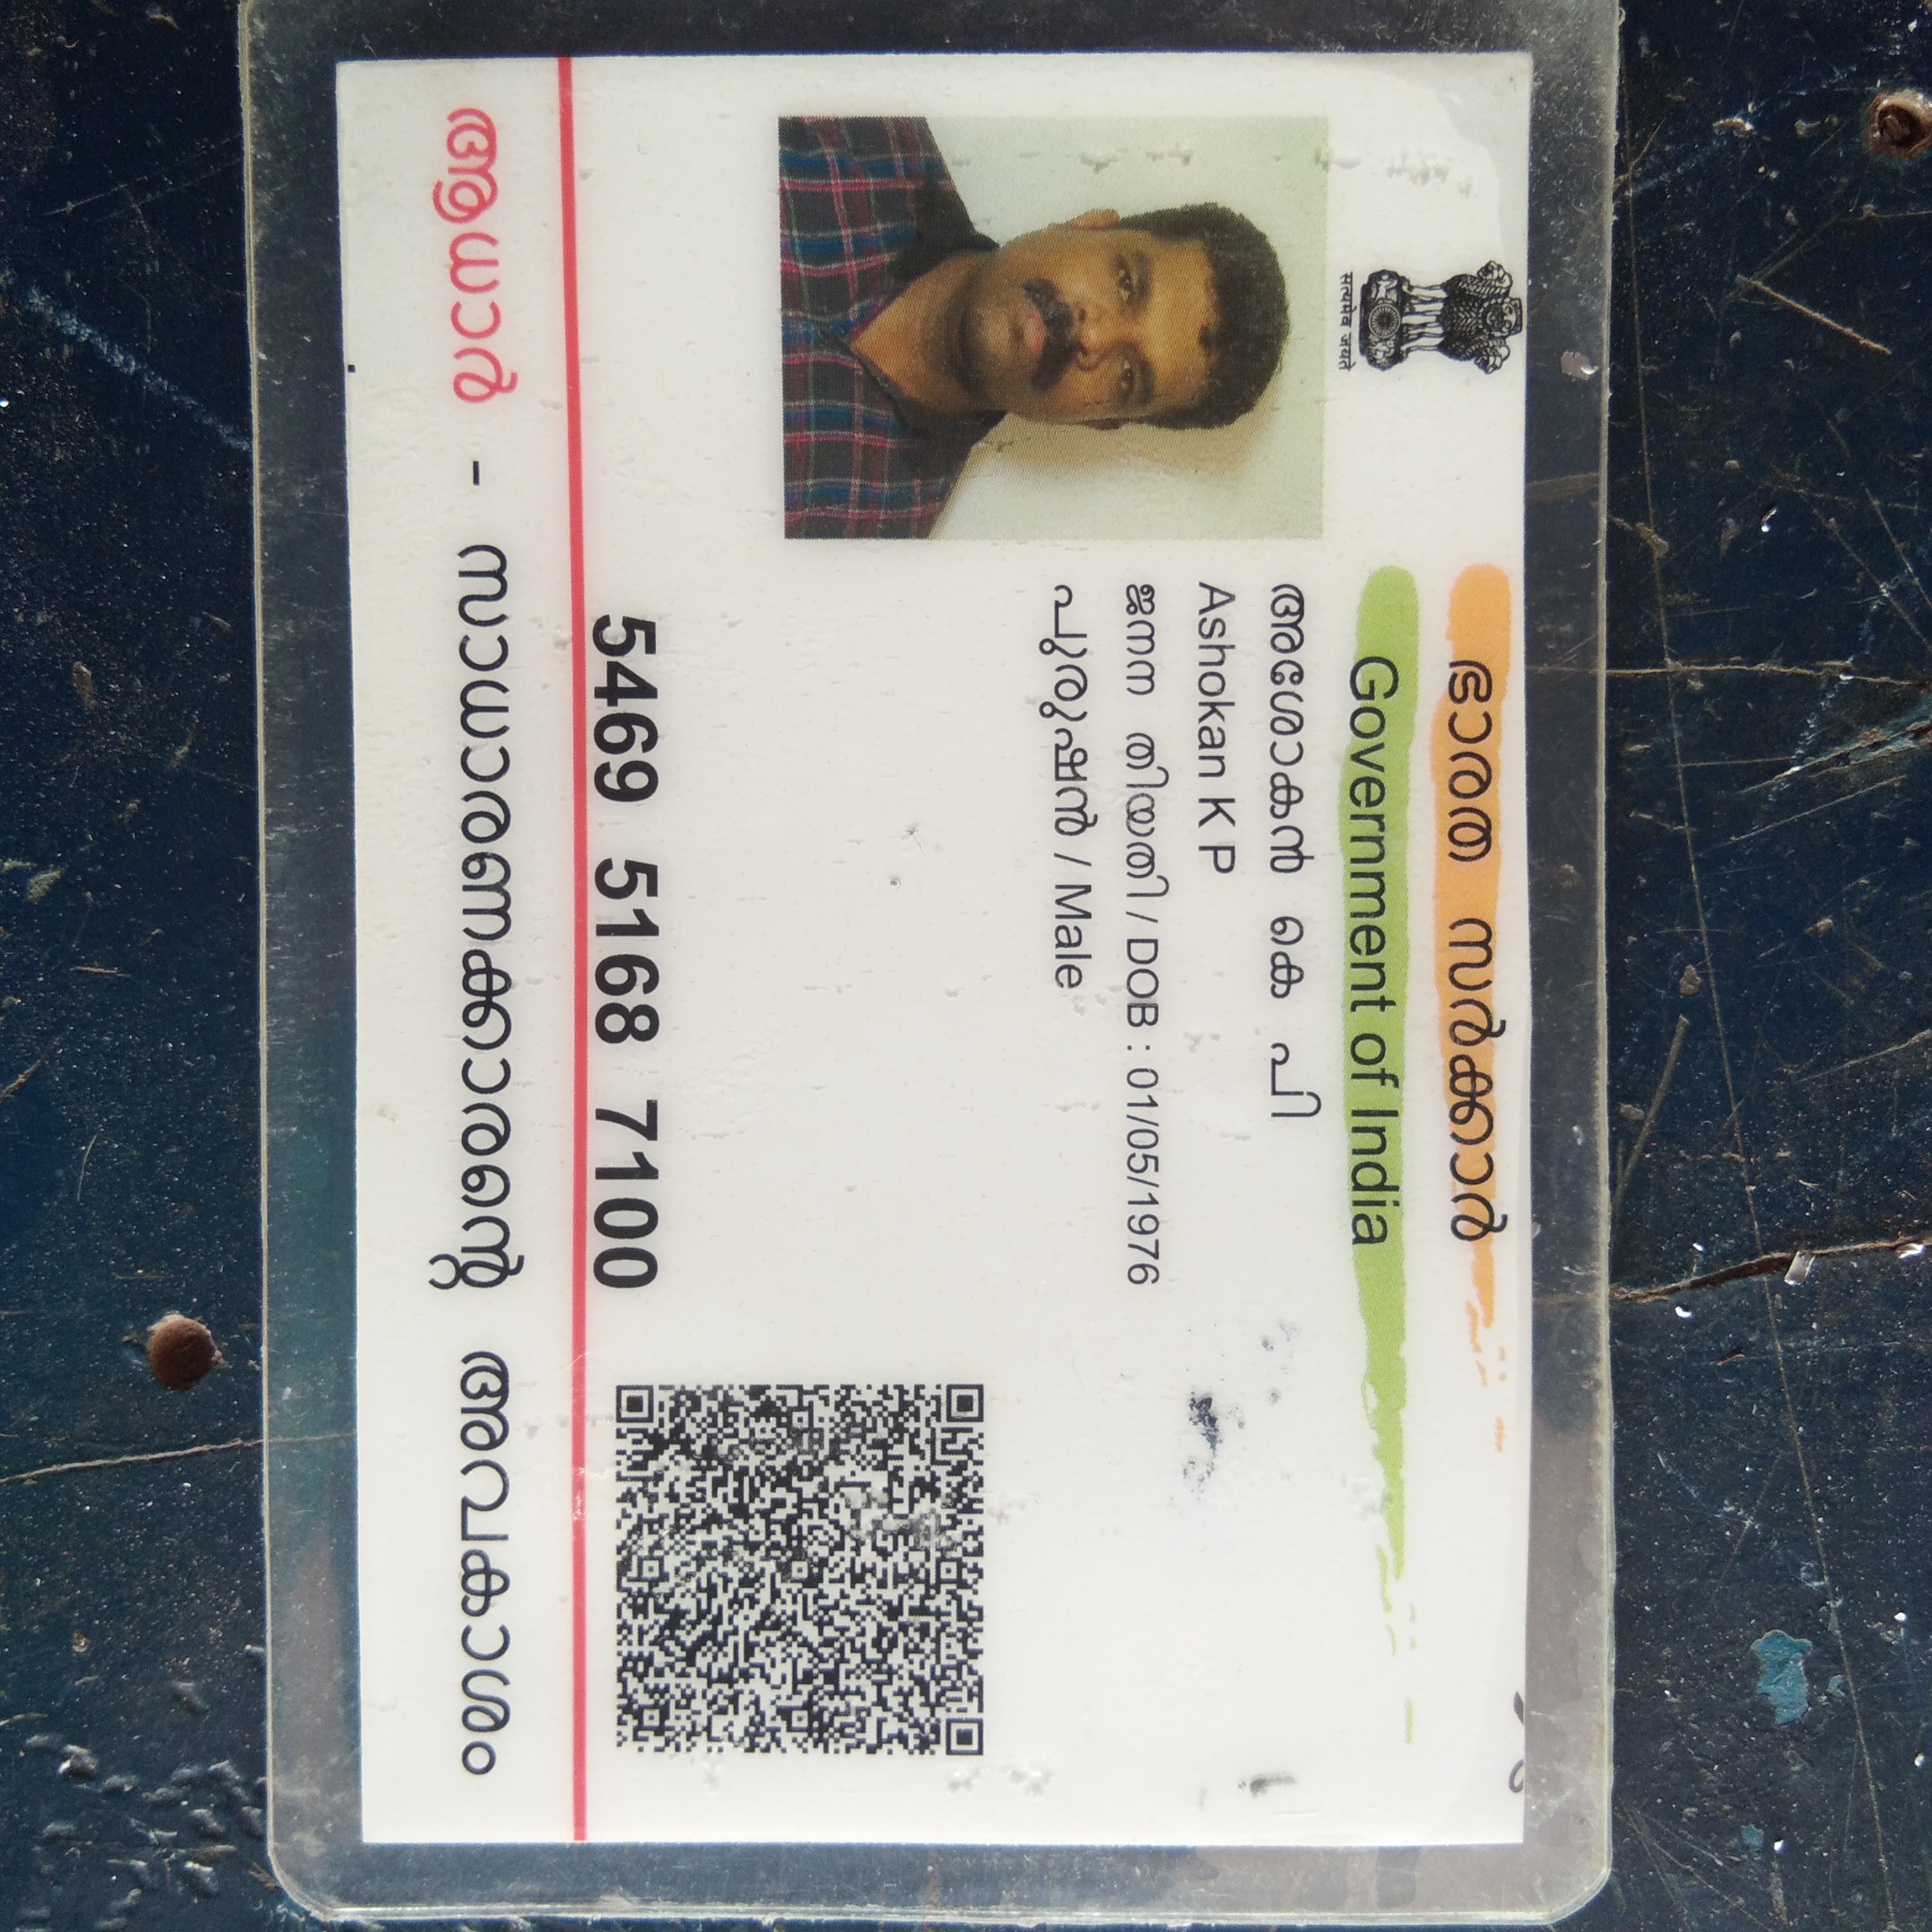 ഭാരത സർക്കാർ
Government of India
सत्यमेव जयते
അശോകൻ കെ പി
Ashokan K P
ജനന തിയതി / DOB : 01/05/1976
പുരുഷൻ / Male
5469 5168 7100
ആധാർ - സാധാരണക്കാരന്റെ അവകാശം